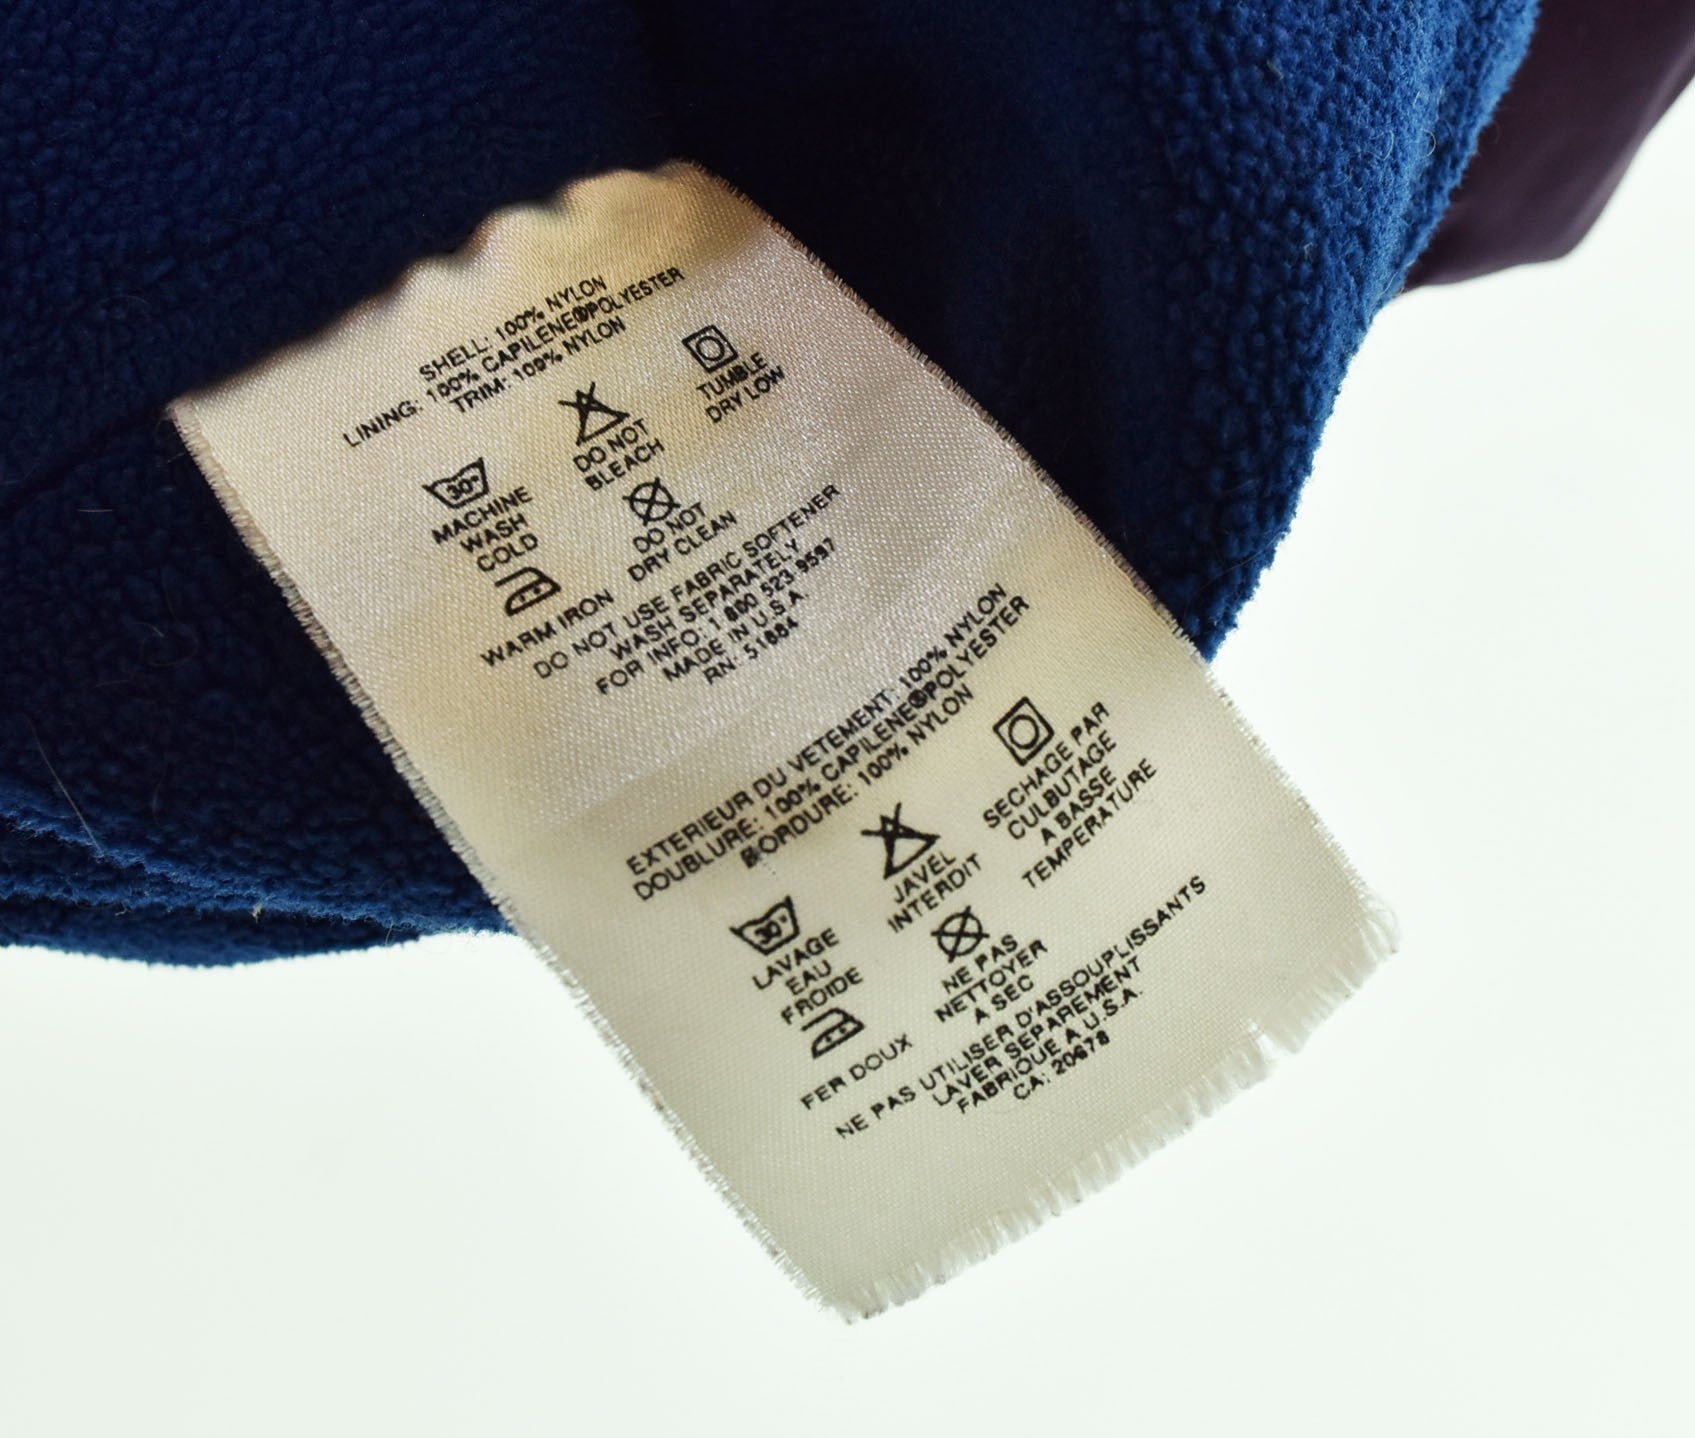 SHELL: 100% NYLON
LINING: 100% CAPILENE®POLYESTER
TRIM: 100% NYLON
30°
MACHINE
WASH
COLD
DO NOT
BLEACH
TUMBLE
DRY LOW
WARM IRON
DO NOT
DRY CLEAN
DO NOT USE FABRIC SOFTENER
WASH SEPARATELY
FOR INFO: 1 800 523 9597
MADE IN U.S.A.
RN: 51884
EXTERIEUR DU VETEMENT: 100% NYLON
DOUBLURE: 100% CAPILENE®POLYESTER
BORDURE: 100% NYLON
30°
LAVAGE
EAU
FROIDE
JAVEL
INTERDIT
SECHAGE PAR
CULBUTAGE
A BASSE
TEMPERATURE
FER DOUX
NE PAS
NETTOYER
A SEC
NE PAS UTILISER D'ASSOUPLISSANTS
LAVER SEPAREMENT
FABRIQUE A U.S.A.
CA: 20678